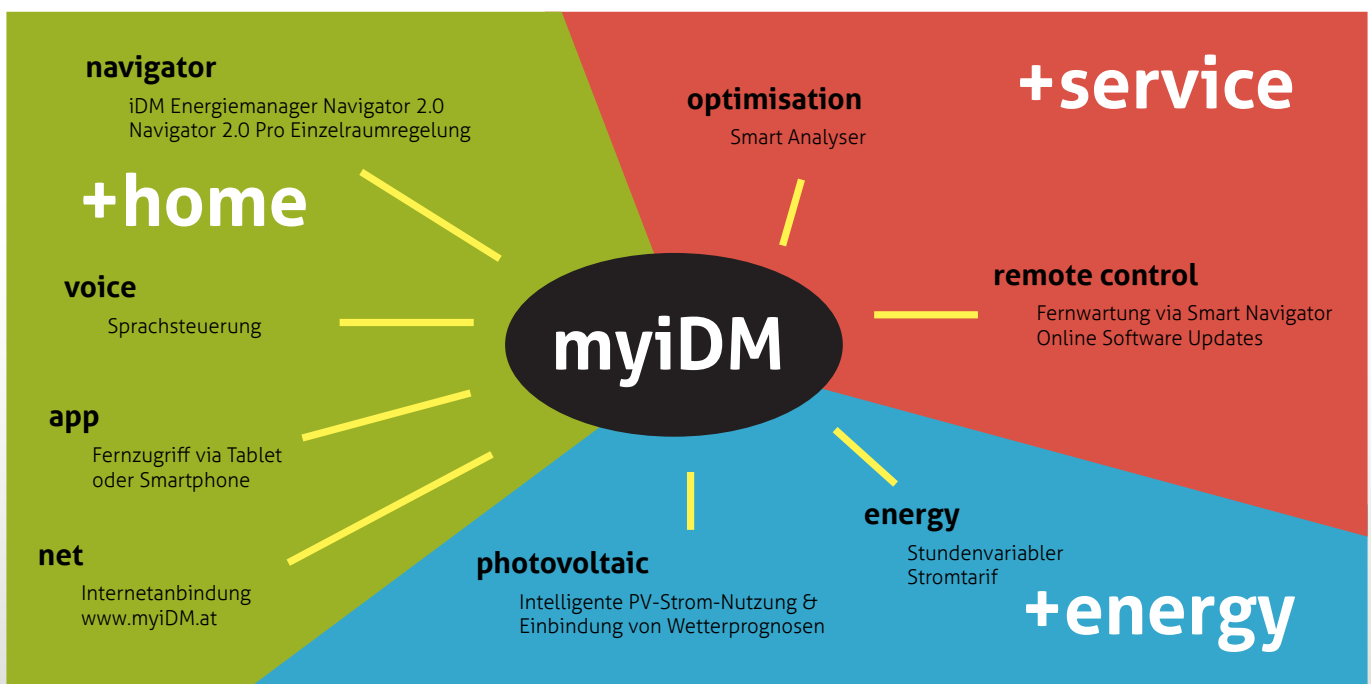 navigator
iDM Energiemanager Navigator 2.0
Navigator 2.0 Pro Einzelraumregelung
+home
voice
Sprachsteuerung
app
Fernzugriff via Tablet
oder Smartphone
net
Internetanbindung
www.myiDM.at
myiDM
optimisation
Smart Analyser
+service
remote control
Fernwartung via Smart Navigator
Online Software Updates
photovoltaic
Intelligente PV-Strom-Nutzung &
Einbindung von Wetterprognosen
energy
Stundenvariabler
Stromtarif
+energy